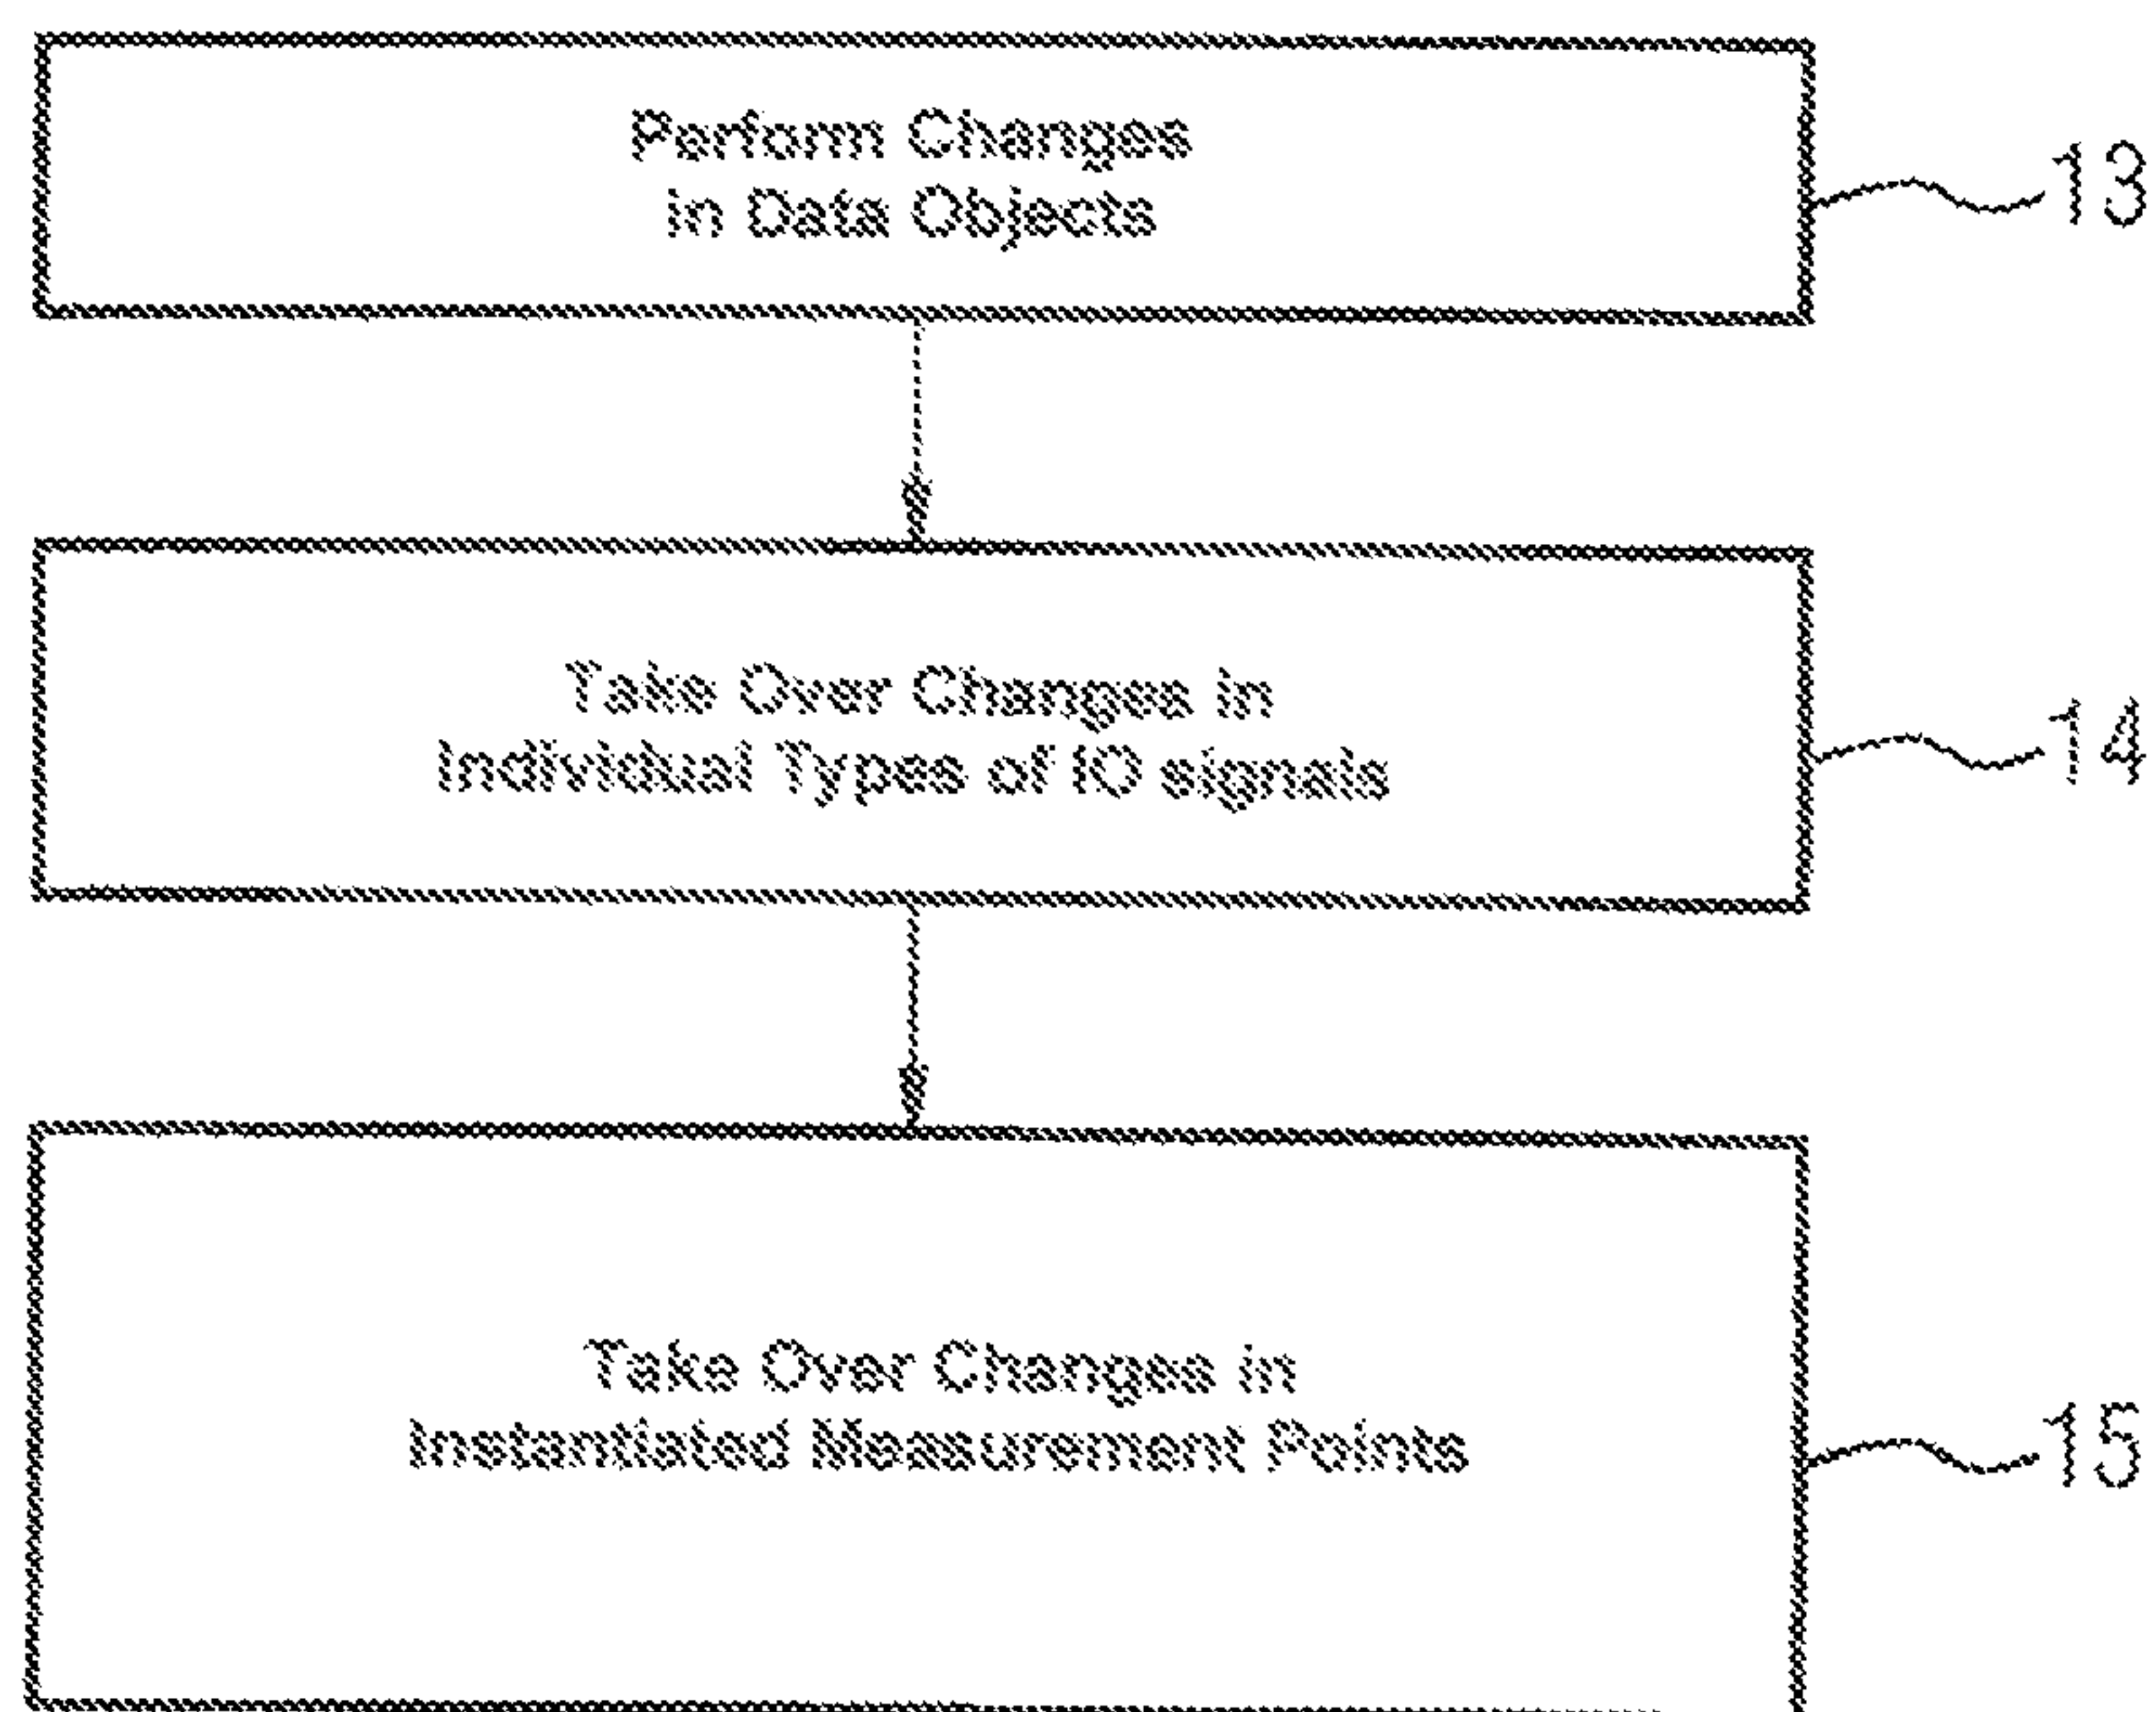 Perform Changes
in Data Objects
13
Take Over Changes in
Individual Types of IO signals
14
Take Over Changes in
Instantiated Measurement Points
15